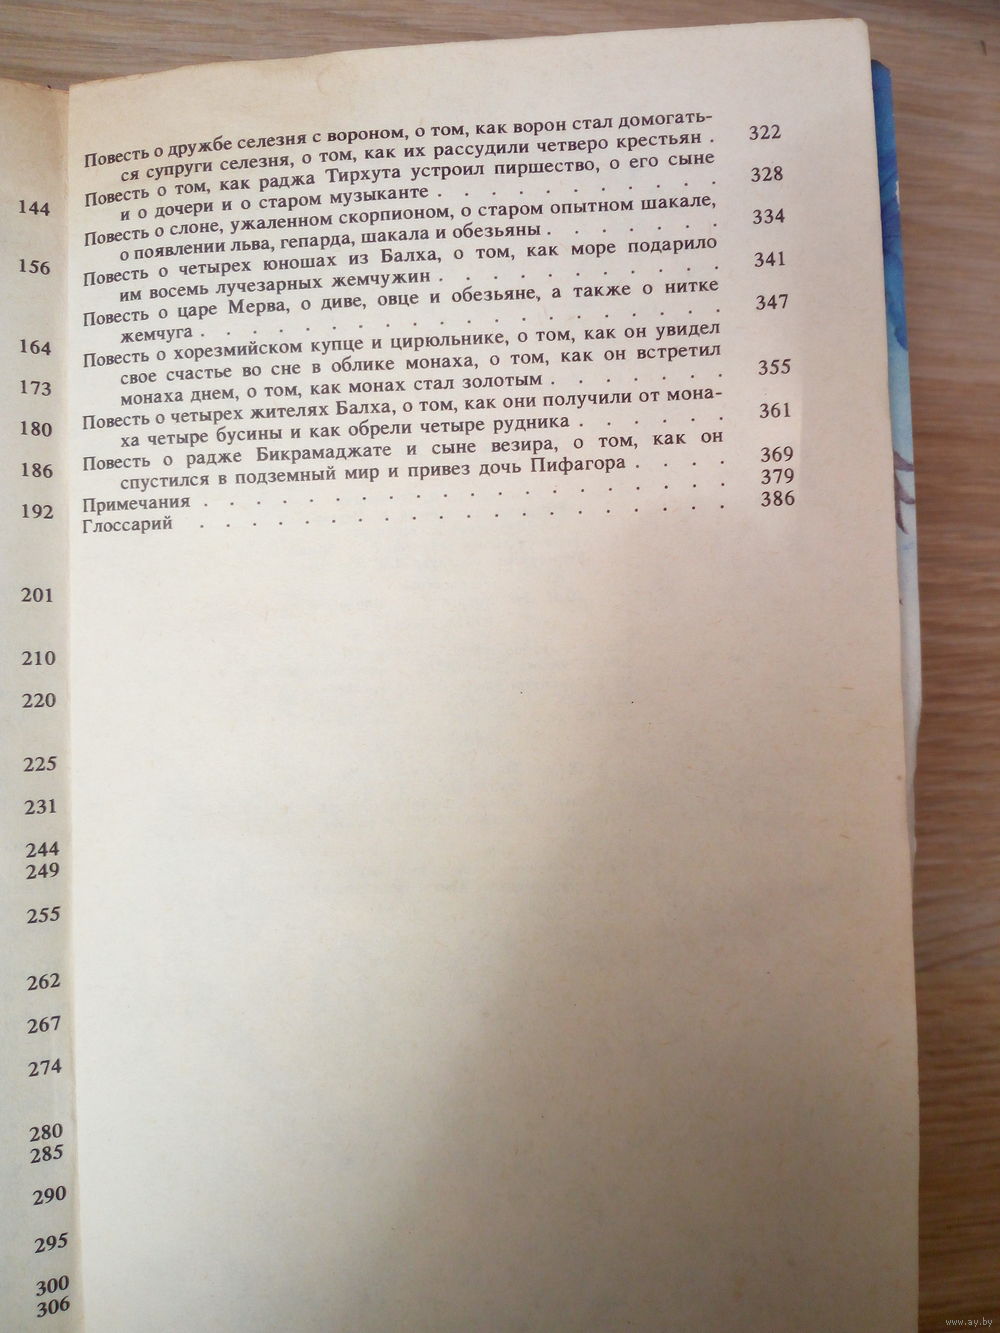 144
156
164
173
180
186
192
201
210
220
225
231
244
249
255
262
267
274
280
285
290
295
300
306
Повесть о дружбе селезня с вороном, о том, как ворон стал домогать-
ся супруги селезня, о том, как их рассудили четверо крестьян . 322
Повесть о том, как раджа Тирхута устроил пиршество, о его сыне
и о дочери и о старом музыканте . . . . . . . . . . . 328
Повесть о слоне, ужаленном скорпионом, о старом опытном шакале,
о появлении льва, гепарда, шакала и обезьяны . . . . . . . 334
Повесть о четырех юношах из Балха, о том, как море подарило
им восемь лучезарных жемчужин . . . . . . . . . . . 341
Повесть о царе Мерва, о диве, овце и обезьяне, а также о нитке
жемчуга . . . . . . . . . . . . . . . . . . . . 347
Повесть о хорезмийском купце и цирюльнике, о том, как он увидел
свое счастье во сне в облике монаха, о том, как он встретил
монаха днем, о том, как монах стал золотым . . . . . . . 355
Повесть о четырех жителях Балха, о том, как они получили от мона-
ха четыре бусины и как обрели четыре рудника . . . . . . 361
Повесть о радже Бикрамаджате и сыне везира, о том, как он
спустился в подземный мир и привез дочь Пифагора . . . . 369
Примечания . . . . . . . . . . . . . . . . . . . . 379
Глоссарий . . . . . . . . . . . . . . . . . . . . 386
www.ay.by